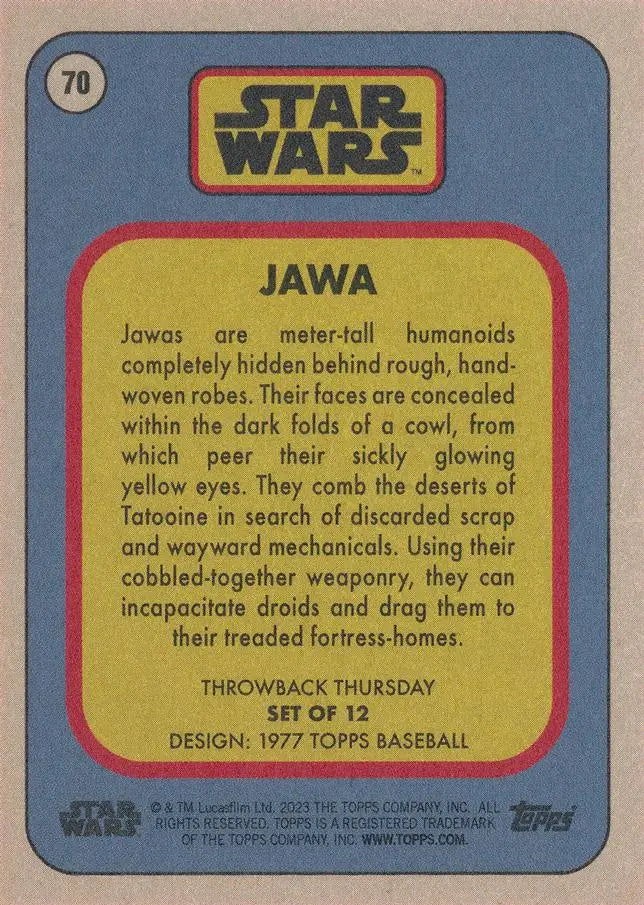 70
STAR
WARS™
JAWA
Jawas are meter-tall humanoids
completely hidden behind rough, hand-
woven robes. Their faces are concealed
within the dark folds of a cowl, from
which peer their sickly glowing
yellow eyes. They comb the deserts of
Tatooine in search of discarded scrap
and wayward mechanicals. Using their
cobbled-together weaponry, they can
incapacitate droids and drag them to
their treaded fortress-homes.
THROWBACK THURSDAY
SET OF 12
DESIGN: 1977 TOPPS BASEBALL
STAR
WARS
© & TM Lucasfilm Ltd. 2023 THE TOPPS COMPANY, INC. ALL
RIGHTS RESERVED. TOPPS IS A REGISTERED TRADEMARK
OF THE TOPPS COMPANY, INC. WWW.TOPPS.COM.
topps